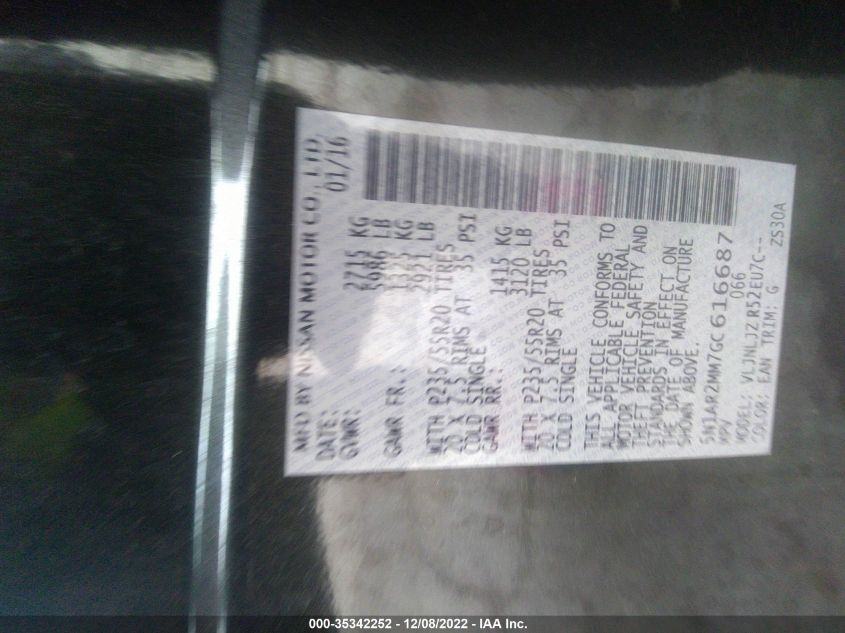 MFD BY NISSAN MOTOR CO., LTD.
DATE: 01/16
GVWR: 2715 KG
5986 LB
GAWR FR.: KG
LB
WITH P235/55R20 TIRES
20 X 7.5 RIMS AT 35 PSI
COLD SINGLE
GAWR RR.: 1415 KG
3120 LB
WITH P235/55R20 TIRES
20 X 7.5 RIMS AT 35 PSI
COLD SINGLE
THIS VEHICLE CONFORMS TO
ALL APPLICABLE FEDERAL
MOTOR VEHICLE SAFETY AND
THEFT PREVENTION
STANDARDS IN EFFECT ON
THE DATE OF MANUFACTURE
SHOWN ABOVE.
5N1AR2MM7GC616687
MPV 066
MODEL: VLJNLJZ R52EU7C--
COLOR: EAN TRIM: G ZS30A
000-35342252 - 12/08/2022 - IAA Inc.